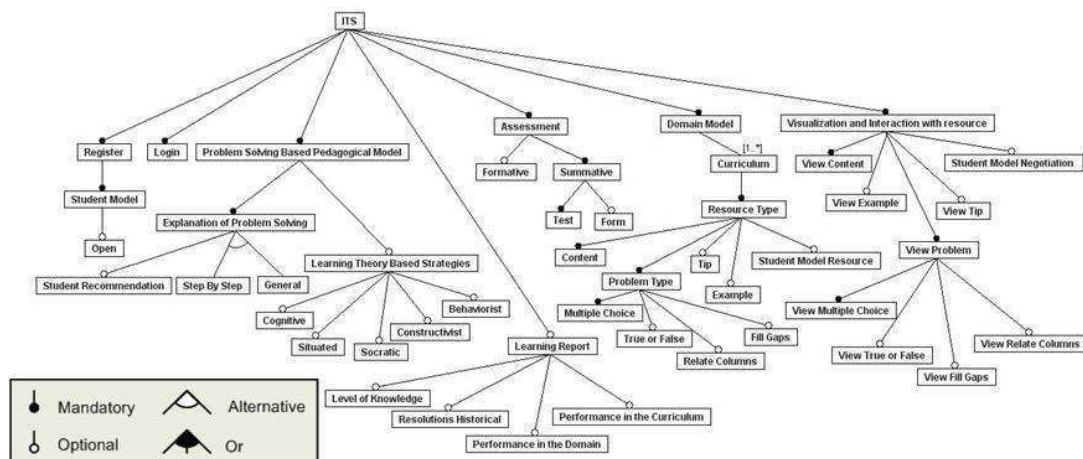 ITS
Register
Login
Problem Solving Based Pedagogical Model
Assessment
Domain Model
Visualization and Interaction with resource
[1..*]
Student Model
Formative
Summative
Curriculum
View Content
Student Model Negotiation
Explanation of Problem Solving
Test
Form
Resource Type
View Example
View Tip
Open
Learning Theory Based Strategies
Content
Tip
Student Model Resource
View Problem
Student Recommendation
Step By Step
General
Problem Type
Example
Cognitive
Behaviorist
Multiple Choice
Fill Gaps
View Multiple Choice
Situated
Constructivist
True or False
View Relate Columns
Socratic
Learning Report
Relate Columns
View True or False
View Fill Gaps
Level of Knowledge
Resolutions Historical
Performance in the Curriculum
Performance in the Domain
Mandatory
Alternative
Optional
Or